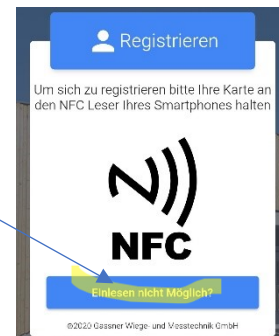 Registrieren
Um sich zu registrieren bitte Ihre Karte an
den NFC Leser Ihres Smartphones halten
NFC
Einlesen nicht Möglich?
©2020 Gassner Wiege- und Messtechnik GmbH